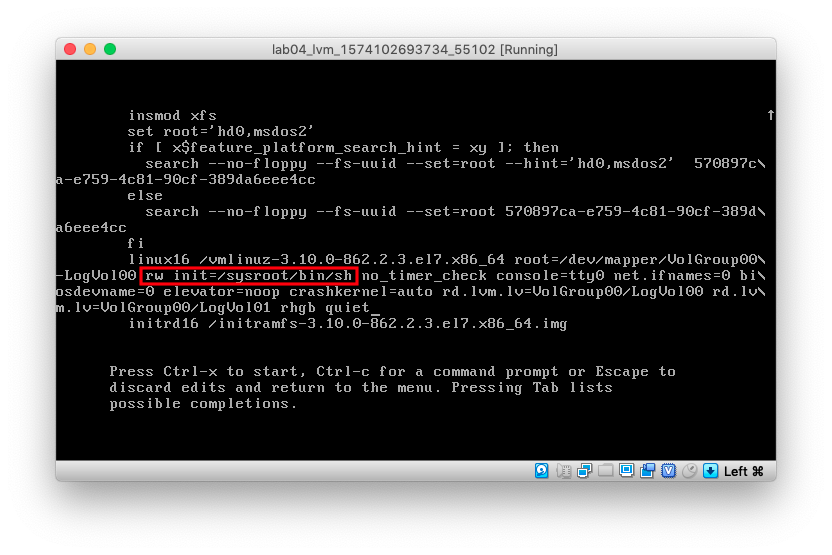 lab04_lvm_1574102693734_55102 [Running]
insmod xfs
set root='hd0,msdos2'
if [ x$feature_platform_search_hint = xy ]; then
search --no-floppy --fs-uuid --set=root --hint='hd0,msdos2'  570897c\
a-e759-4c81-90cf-389da6eee4cc
else
search --no-floppy --fs-uuid --set=root 570897ca-e759-4c81-90cf-389d\
a6eee4cc
fi
linux16 /vmlinuz-3.10.0-862.2.3.el7.x86_64 root=/dev/mapper/VolGroup00\
-LogVol00 rw init=/sysroot/bin/sh no_timer_check console=tty0 net.ifnames=0 bi\
osdevname=0 elevator=noop crashkernel=auto rd.lvm.lv=VolGroup00/LogVol00 rd.lv\
m.lv=VolGroup00/LogVol01 rhgb quiet_
initrd16 /initramfs-3.10.0-862.2.3.el7.x86_64.img
Press Ctrl-x to start, Ctrl-c for a command prompt or Escape to
discard edits and return to the menu. Pressing Tab lists
possible completions.
Left ⌘